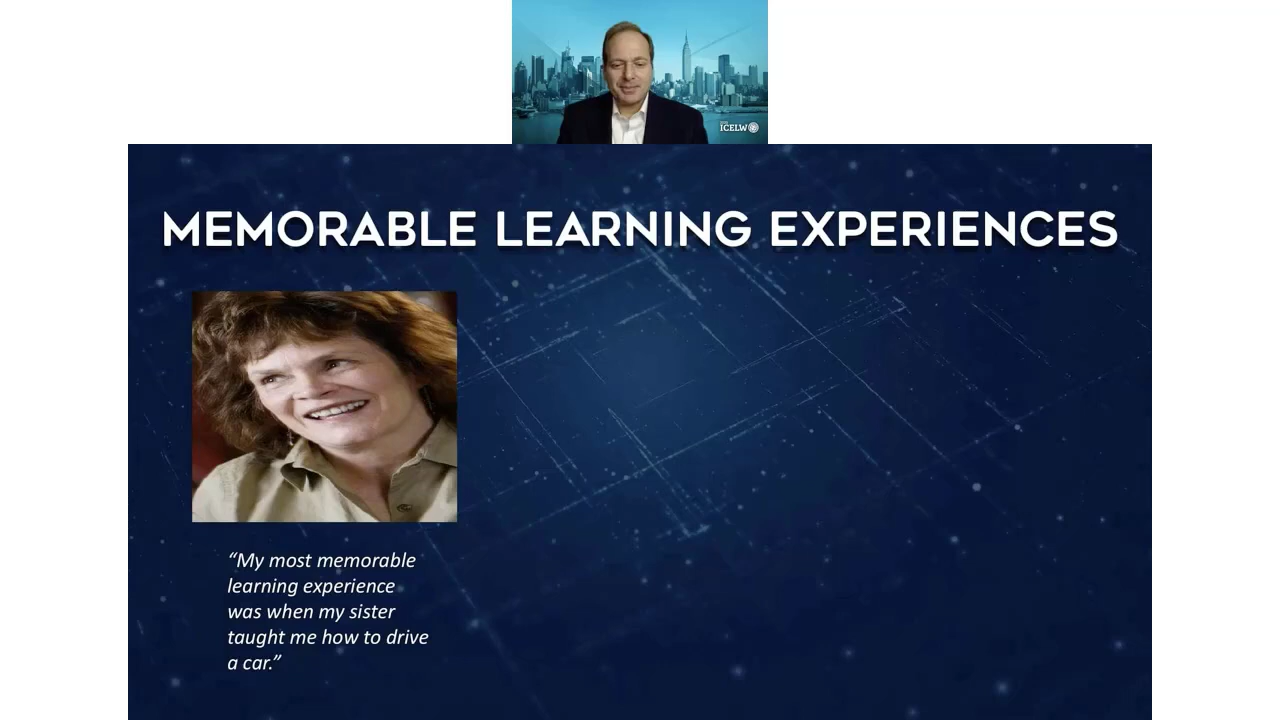 ICELW
MEMORABLE LEARNING EXPERIENCES
“My most memorable
learning experience
was when my sister
taught me how to drive
a car.”